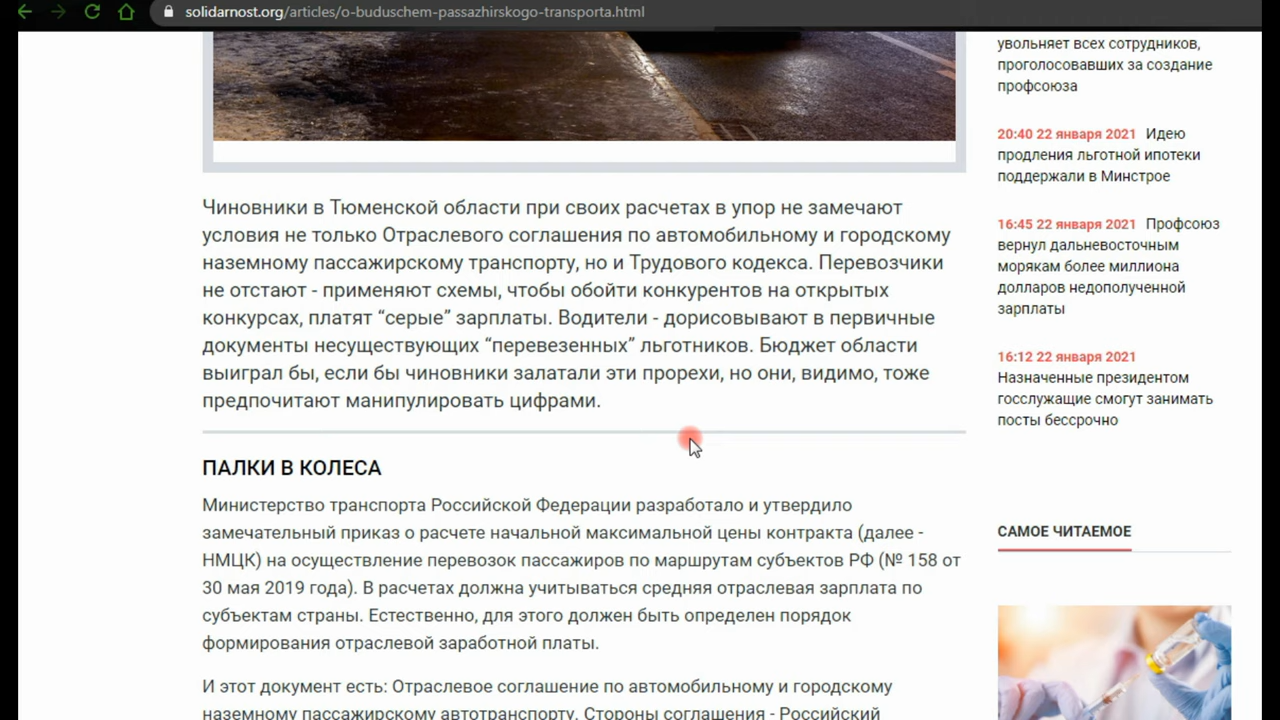 solidarnost.org/articles/o-buduschem-passazhirskogo-transporta.html
Чиновники в Тюменской области при своих расчетах в упор не замечают
условия не только Отраслевого соглашения по автомобильному и городскому
наземному пассажирскому транспорту, но и Трудового кодекса. Перевозчики
не отстают - применяют схемы, чтобы обойти конкурентов на открытых
конкурсах, платят “серые” зарплаты. Водители - дорисовывают в первичные
документы несуществующих “перевезенных” льготников. Бюджет области
выиграл бы, если бы чиновники залатали эти прорехи, но они, видимо, тоже
предпочитают манипулировать цифрами.
ПАЛКИ В КОЛЕСА
Министерство транспорта Российской Федерации разработало и утвердило
замечательный приказ о расчете начальной максимальной цены контракта (далее -
НМЦК) на осуществление перевозок пассажиров по маршрутам субъектов РФ (№ 158 от
30 мая 2019 года). В расчетах должна учитываться средняя отраслевая зарплата по
субъектам страны. Естественно, для этого должен быть определен порядок
формирования отраслевой заработной платы.
И этот документ есть: Отраслевое соглашение по автомобильному и городскому
наземному пассажирскому автотранспорту. Стороны соглашения - Российский
увольняет всех сотрудников,
проголосовавших за создание
профсоюза
20:40 22 января 2021 Идею
продления льготной ипотеки
поддержали в Минстрое
16:45 22 января 2021 Профсоюз
вернул дальневосточным
морякам более миллиона
долларов недополученной
зарплаты
16:12 22 января 2021
Назначенные президентом
госслужащие смогут занимать
посты бессрочно
САМОЕ ЧИТАЕМОЕ